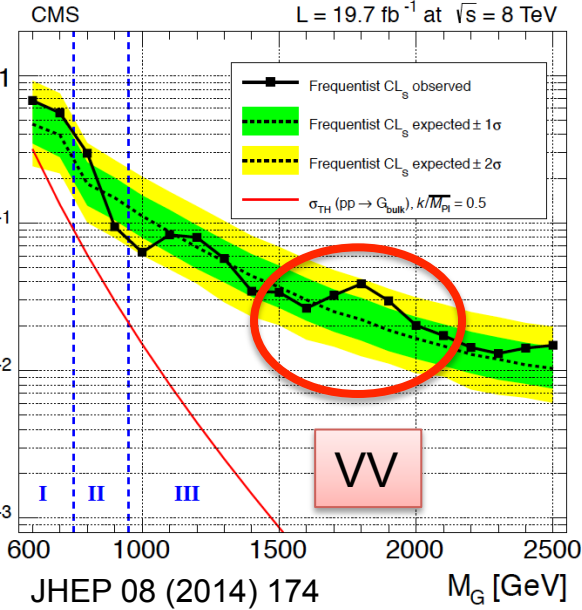 CMS
L = 19.7 fb⁻¹ at √s = 8 TeV
1
-1
-2
-3
Frequentist CLₛ observed
Frequentist CLₛ expected ± 1σ
Frequentist CLₛ expected ± 2σ
σTH (pp → Gbulk), k/M̅Pl = 0.5
I II III
VV
600 1000 1500 2000 2500
JHEP 08 (2014) 174
M_G [GeV]